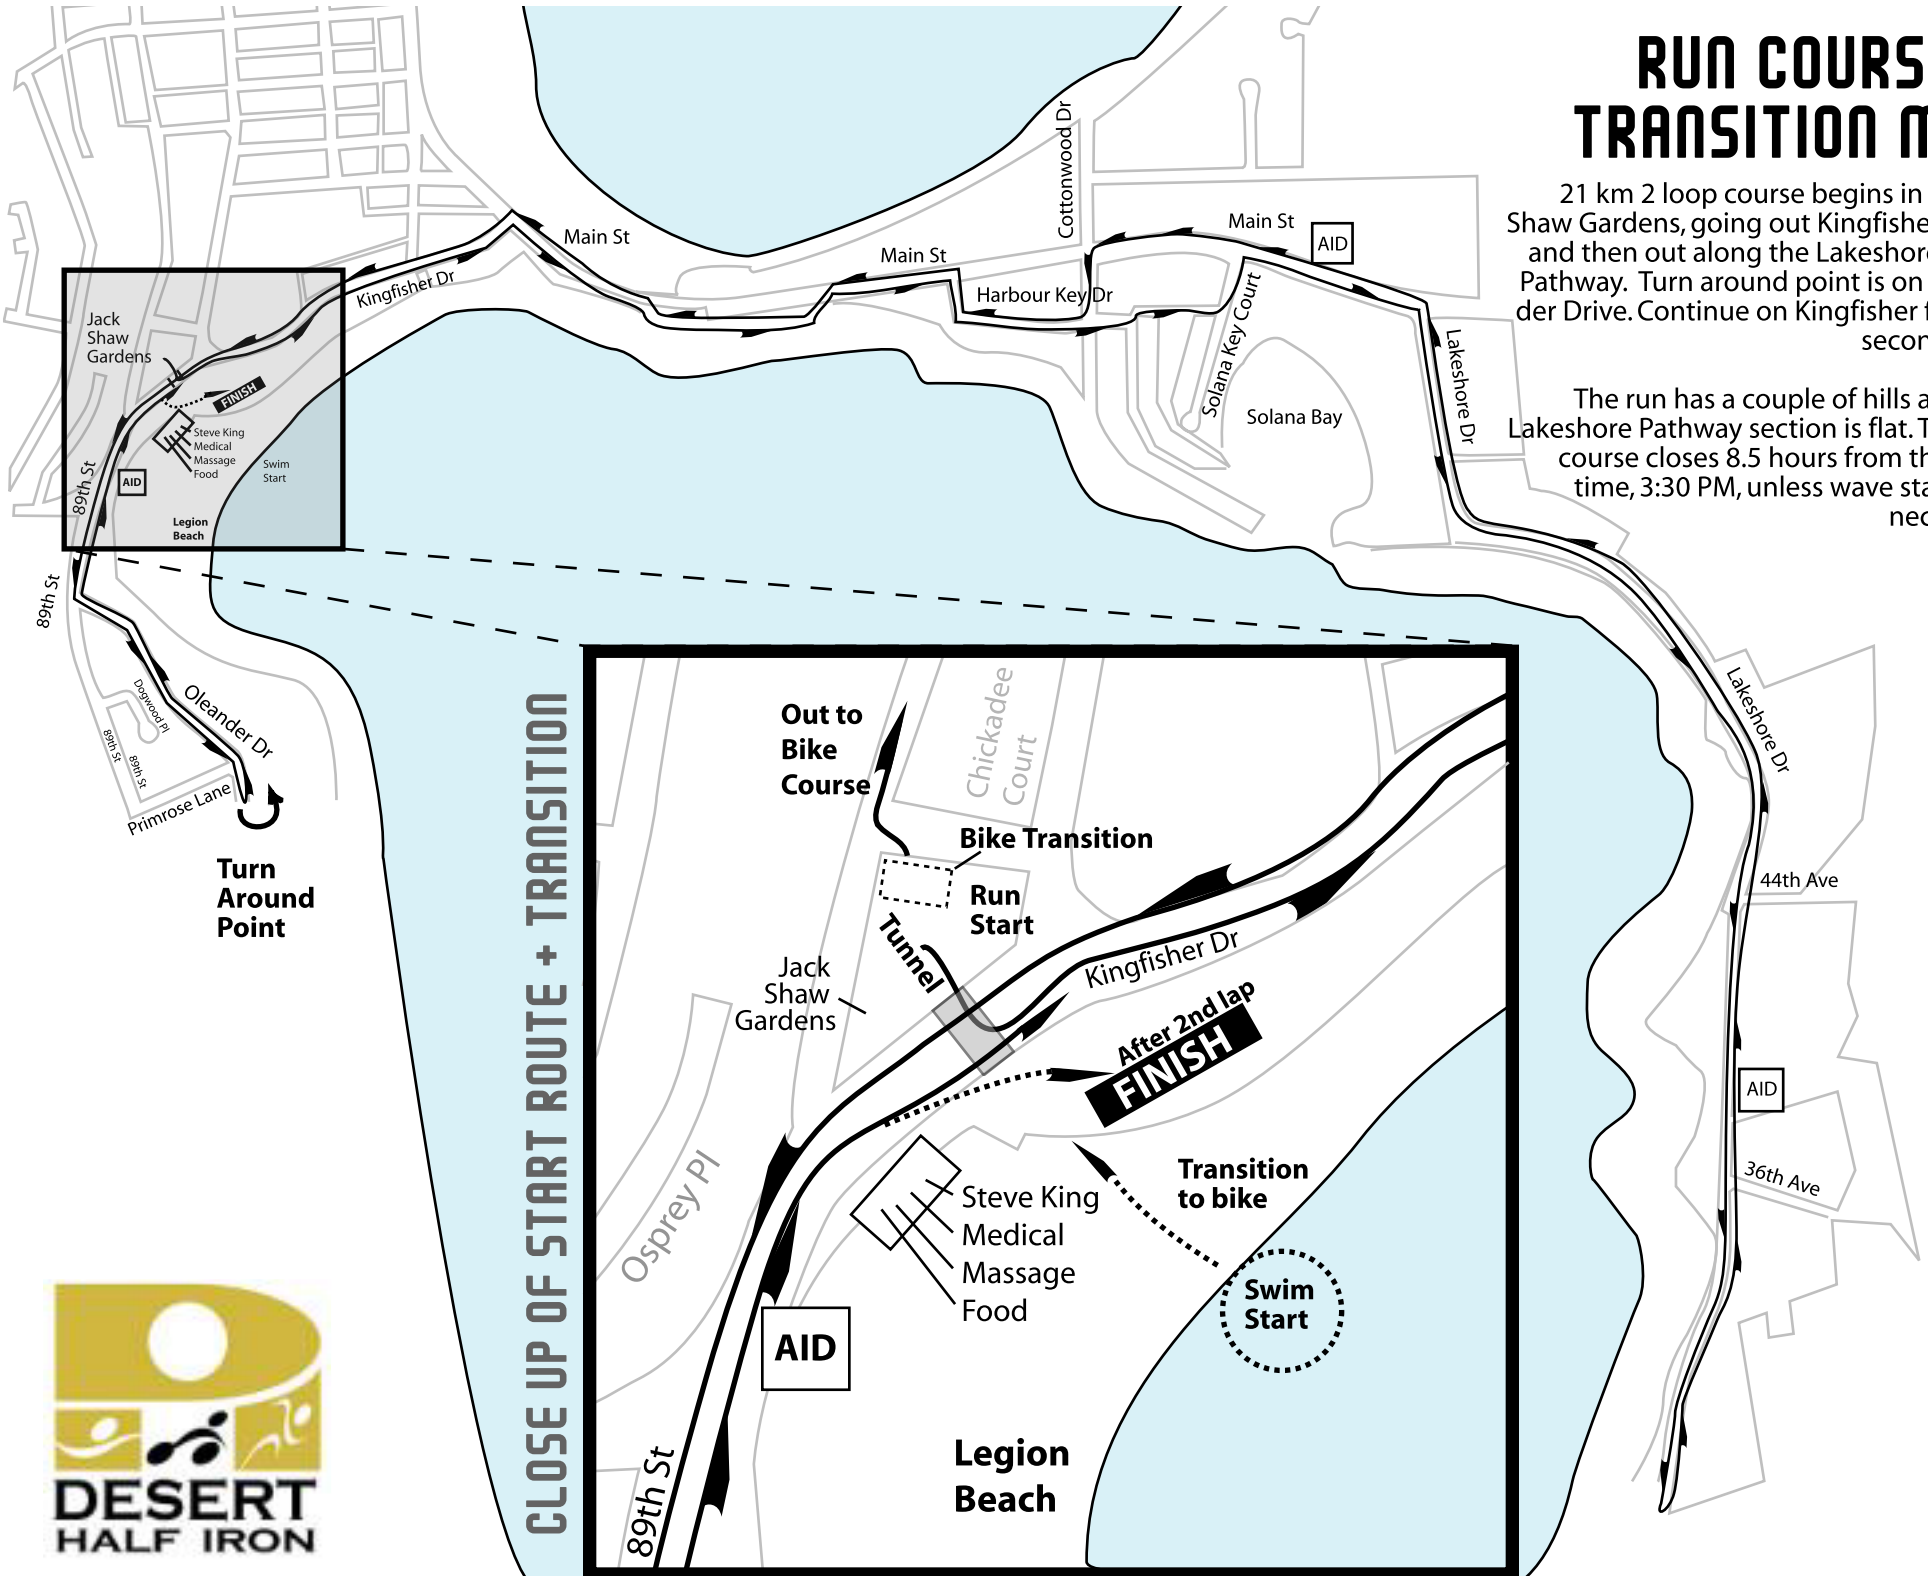 RUN COURS
TRANSITION M
21 km 2 loop course begins in
Shaw Gardens, going out Kingfishe
and then out along the Lakeshore
Pathway. Turn around point is on
der Drive. Continue on Kingfisher f
secon
The run has a couple of hills a
Lakeshore Pathway section is flat. T
course closes 8.5 hours from th
time, 3:30 PM, unless wave sta
nec
Cottonwood Dr
Main St
Main St
Main St
AID
Kingfisher Dr
Harbour Key Dr
Solana Key Court
Solana Bay
Lakeshore Dr
Jack
Shaw
Gardens
FINISH
Steve King
Medical
Massage
Food
Swim
Start
89th St
AID
Legion
Beach
89th St
Dogwood Pl
Oleander Dr
89th St
89th St
Primrose Lane
Turn
Around
Point
Lakeshore Dr
44th Ave
AID
36th Ave
CLOSE UP OF START ROUTE + TRANSITION
Out to
Bike
Course
Chickadee
Court
Bike Transition
Run
Start
Tunnel
Jack
Shaw
Gardens
Kingfisher Dr
After 2nd lap
FINISH
Osprey Pl
Transition
to bike
Steve King
Medical
Massage
Food
Swim
Start
AID
Legion
Beach
89th St
DESERT
HALF IRON